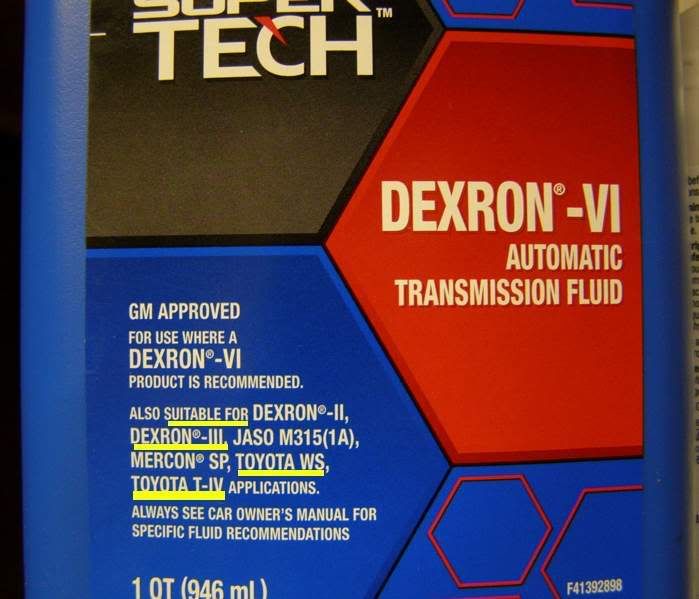 SUPER
TECH™
DEXRON®-VI
AUTOMATIC
TRANSMISSION FLUID
GM APPROVED
FOR USE WHERE A
DEXRON®-VI
PRODUCT IS RECOMMENDED.
ALSO SUITABLE FOR DEXRON®-II,
DEXRON®-III, JASO M315(1A),
MERCON® SP, TOYOTA WS,
TOYOTA T-IV APPLICATIONS.
ALWAYS SEE CAR OWNER'S MANUAL FOR
SPECIFIC FLUID RECOMMENDATIONS
1 QT (946 mL)
F41392898